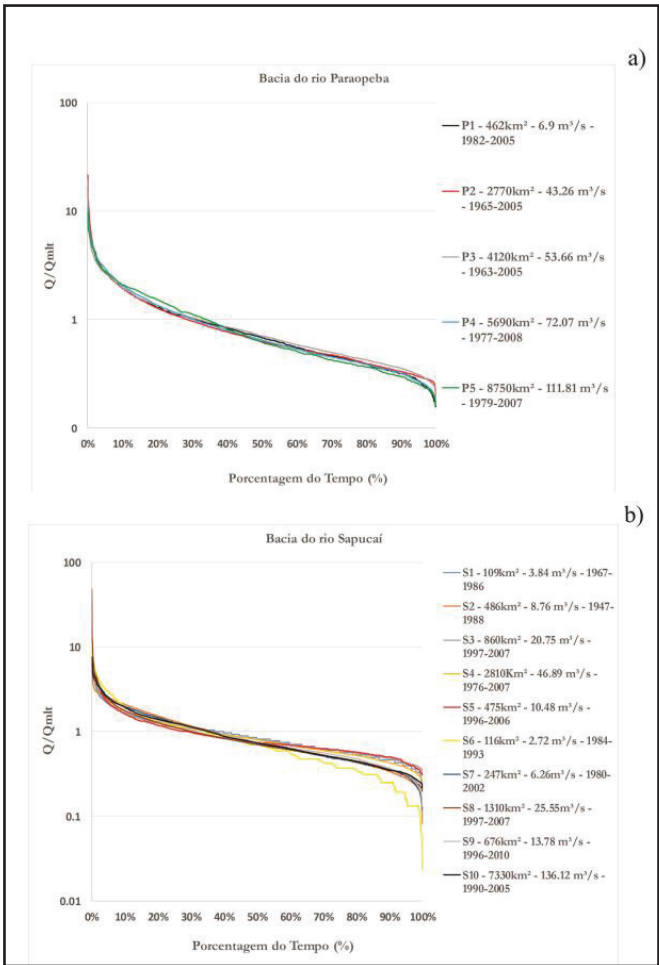 a)
Bacia do rio Paraopeba
100
10
1
0
Q/Qmlt
0% 10% 20% 30% 40% 50% 60% 70% 80% 90% 100%
Porcentagem do Tempo (%)
P1 - 462km² - 6.9 m³/s -
1982-2005
P2 - 2770km² - 43.26 m³/s
- 1965-2005
P3 - 4120km² - 53.66 m³/s
- 1963-2005
P4 - 5690km² - 72.07 m³/s
- 1977-2008
P5 - 8750km² - 111.81 m³/s
- 1979-2007
b)
Bacia do rio Sapucaí
100
10
1
0.1
0.01
Q/Qmlt
0% 10% 20% 30% 40% 50% 60% 70% 80% 90% 100%
Porcentagem do Tempo (%)
S1 - 109km² - 3.84 m³/s - 1967-
1986
S2 - 486km² - 8.76 m³/s - 1947-
1988
S3 - 860km² - 20.75 m³/s -
1997-2007
S4 - 2810Km² - 46.89 m³/s -
1976-2007
S5 - 475km² - 10.48 m³/s -
1996-2006
S6 - 116km² - 2.72 m³/s - 1984-
1993
S7 - 247km² - 6.26m³/s - 1980-
2002
S8 - 1310km² - 25.55m³/s -
1997-2007
S9 - 676km² - 13.78 m³/s -
1996-2010
S10 - 7330km² - 136.12 m³/s -
1990-2005